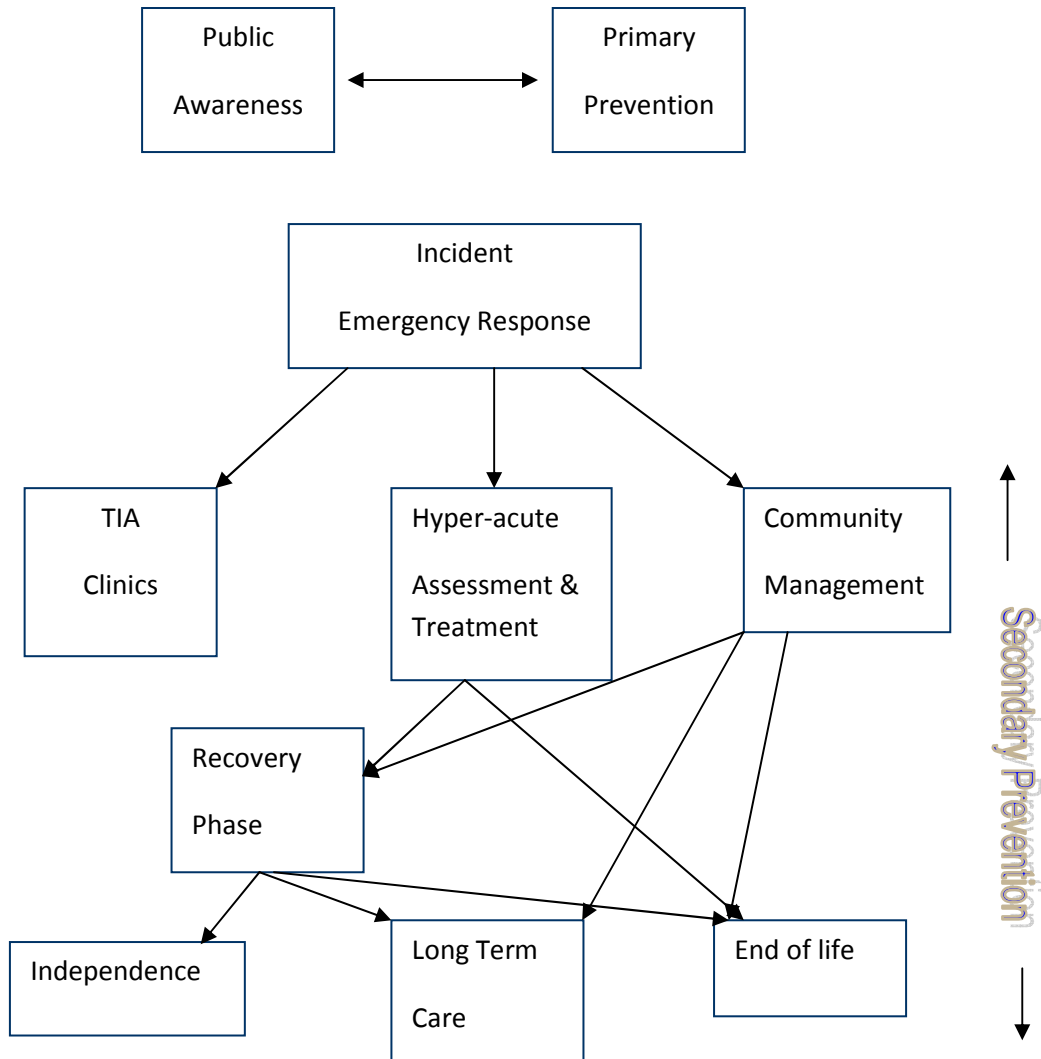 Public
Awareness
Primary
Prevention
Incident
Emergency Response
TIA
Clinics
Hyper-acute
Assessment &
Treatment
Community
Management
Secondary Prevention
Recovery
Phase
Independence
Long Term
Care
End of life